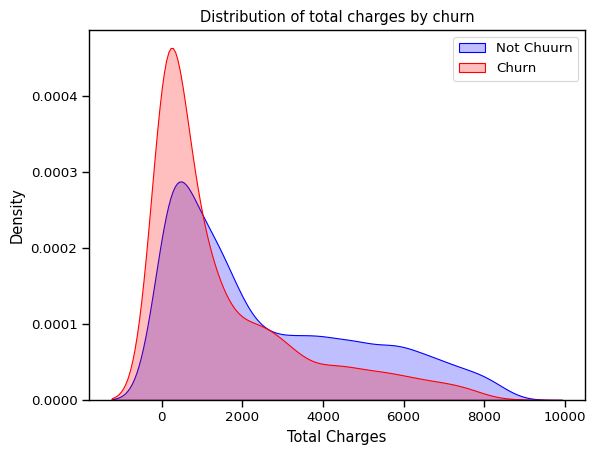 Distribution of total charges by churn
Not Chuurn
Churn
0.0004
0.0003
0.0002
0.0001
0.0000
Density
0 2000 4000 6000 8000 10000
Total Charges